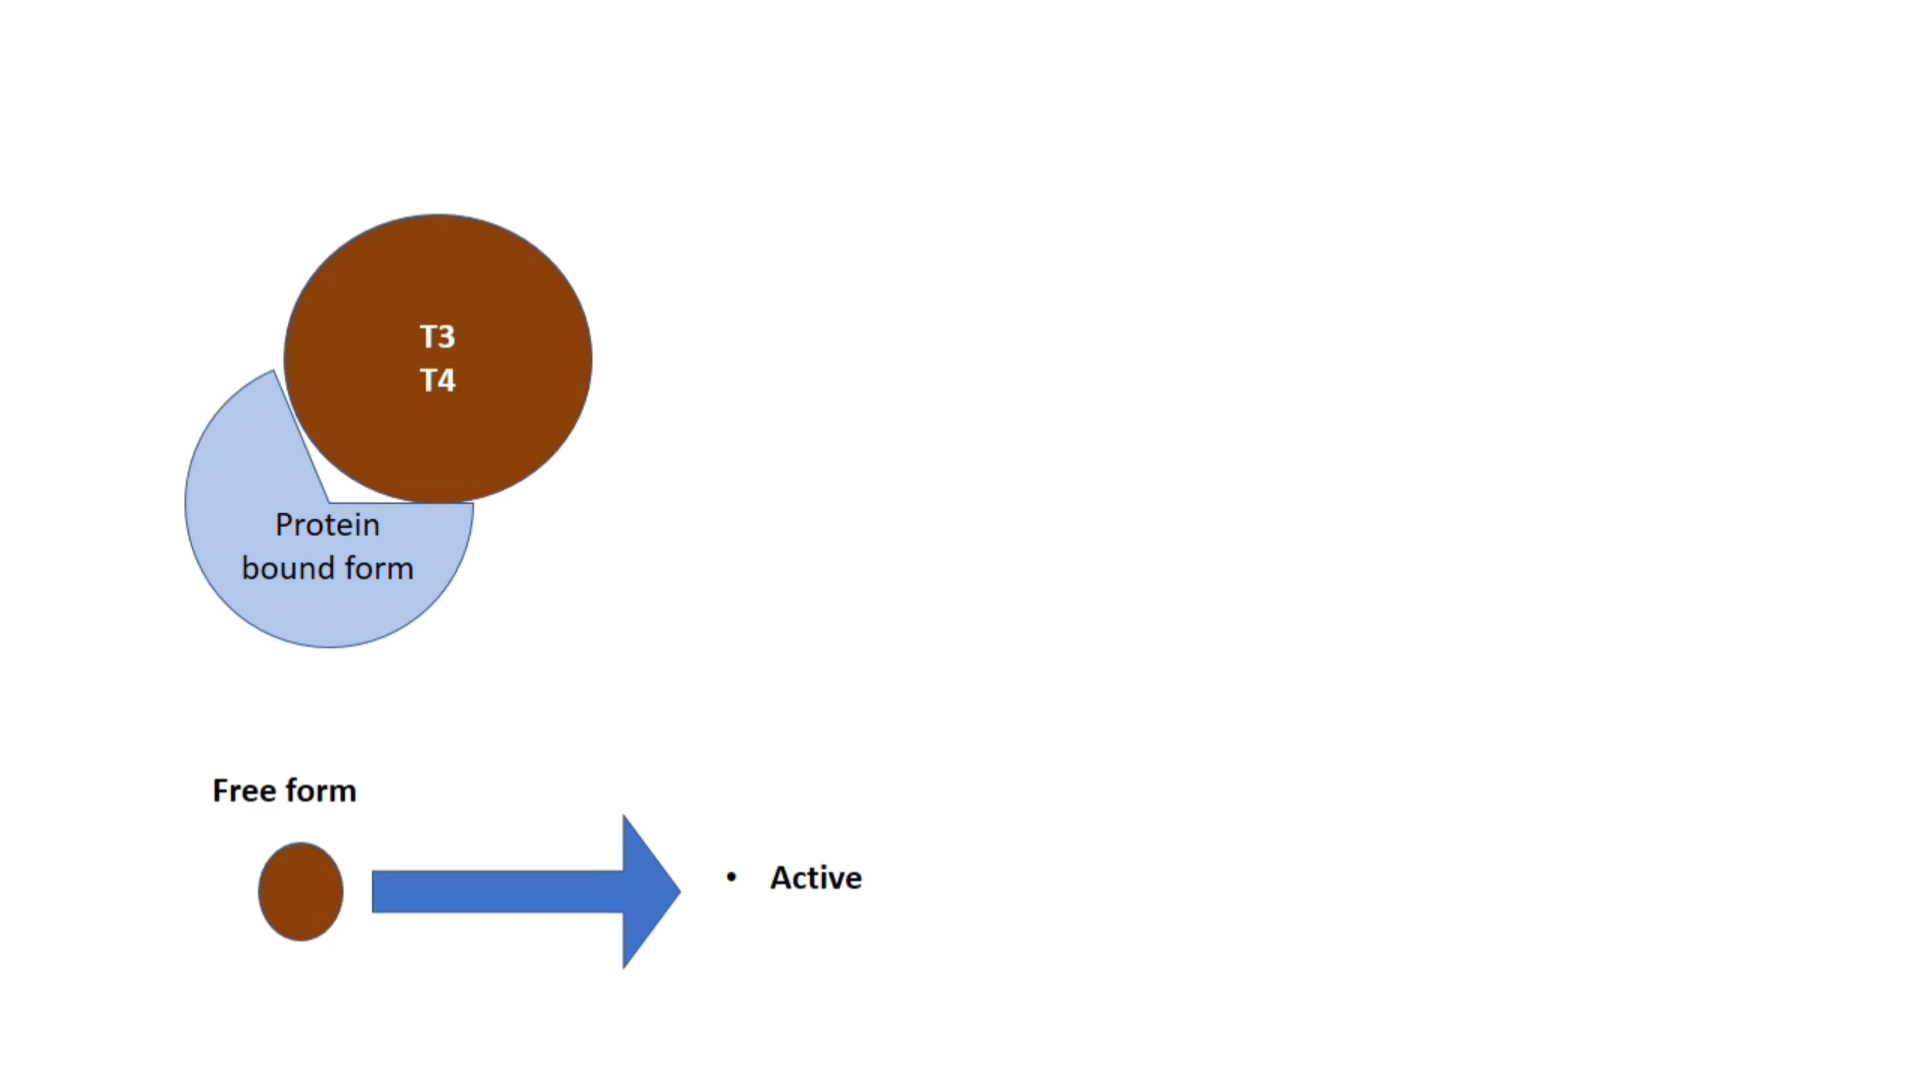 T3
T4
Protein
bound form
Free form
• Active